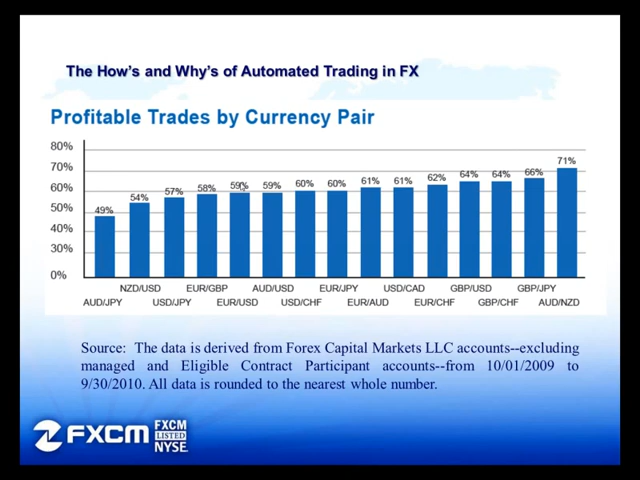 The How's and Why's of Automated Trading in FX
Profitable Trades by Currency Pair
80%
70%
60%
50%
40%
30%
0%
49%
54%
57%
58%
59%
59%
60%
60%
61%
61%
62%
64%
64%
66%
71%
NZD/USD EUR/GBP AUD/USD EUR/JPY USD/CAD GBP/USD GBP/JPY
AUD/JPY USD/JPY EUR/USD USD/CHF EUR/AUD EUR/CHF GBP/CHF AUD/NZD
Source: The data is derived from Forex Capital Markets LLC accounts--excluding
managed and Eligible Contract Participant accounts--from 10/01/2009 to
9/30/2010. All data is rounded to the nearest whole number.
FXCM
FXCM
LISTED
NYSE